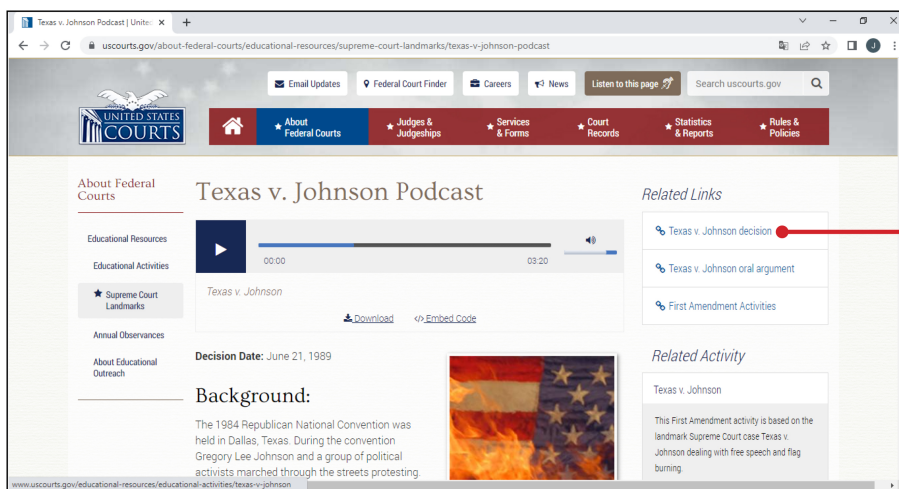 Texas v. Johnson Podcast | Unite
uscourts.gov/about-federal-courts/educational-resources/supreme-court-landmarks/texas-v-johnson-podcast
J
Email Updates
Federal Court Finder
Careers
News
Listen to this page
Search uscourts.gov
UNITED STATES
COURTS
About
Federal Courts
Judges &
Judgeships
Services
& Forms
Court
Records
Statistics
& Reports
Rules &
Policies
About Federal
Courts
Educational Resources
Educational Activities
Supreme Court
Landmarks
Annual Observances
About Educational
Outreach
Texas v. Johnson Podcast
00:00
03:20
Texas v. Johnson
Download
</> Embed Code
Decision Date: June 21, 1989
Background:
The 1984 Republican National Convention was
held in Dallas, Texas. During the convention
Gregory Lee Johnson and a group of political
activists marched through the streets protesting.
Related Links
Texas v. Johnson decision
Texas v. Johnson oral argument
First Amendment Activities
Related Activity
Texas v. Johnson
This First Amendment activity is based on the
landmark Supreme Court case Texas v.
Johnson dealing with free speech and flag
burning.
www.uscourts.gov/educational-resources/educational-activities/texas-v-johnson